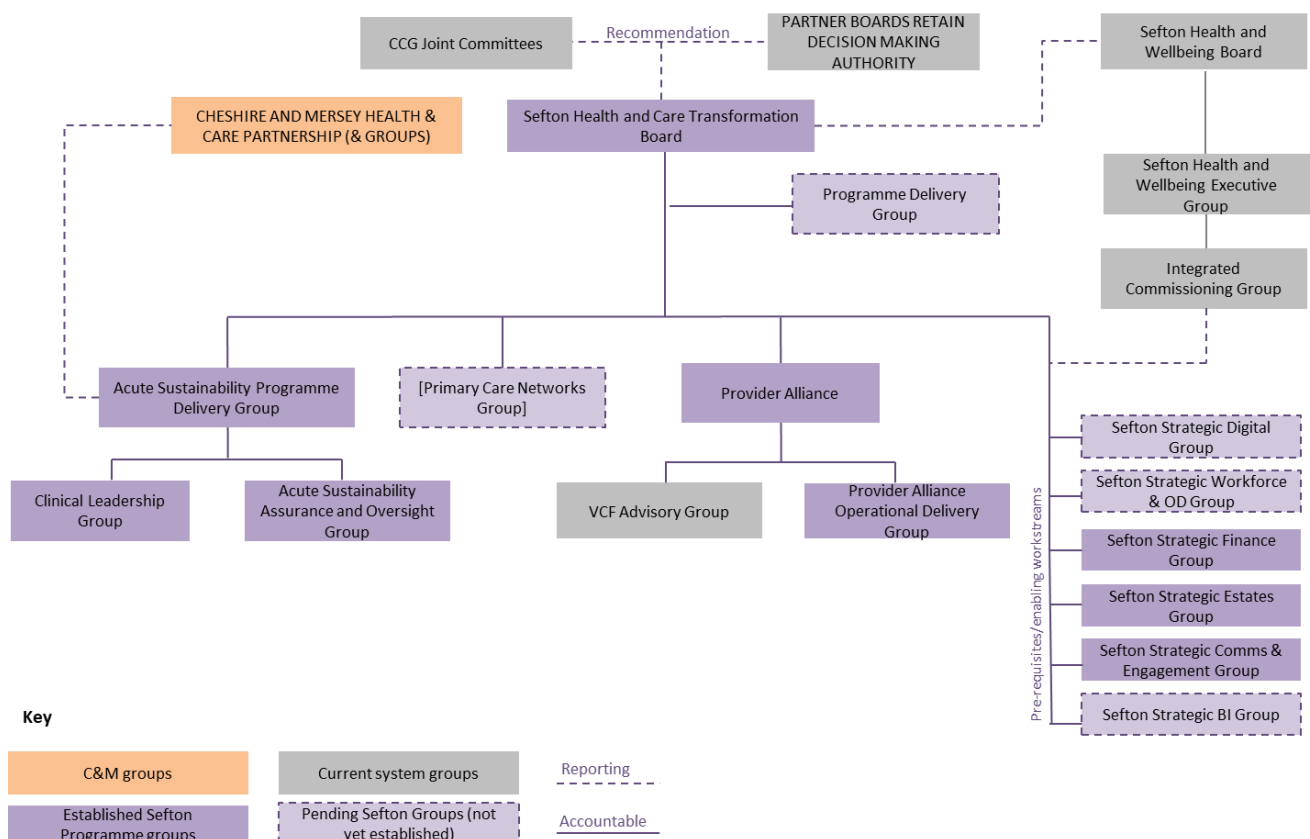 CCG Joint Committees
Recommendation
PARTNER BOARDS RETAIN
DECISION MAKING
AUTHORITY
Sefton Health and
Wellbeing Board
CHESHIRE AND MERSEY HEALTH &
CARE PARTNERSHIP (& GROUPS)
Sefton Health and Care Transformation
Board
Programme Delivery
Group
Sefton Health and
Wellbeing Executive
Group
Integrated
Commissioning Group
Acute Sustainability Programme
Delivery Group
[Primary Care Networks
Group]
Provider Alliance
Clinical Leadership
Group
Acute Sustainability
Assurance and Oversight
Group
VCF Advisory Group
Provider Alliance
Operational Delivery
Group
Pre-requisites/enabling workstreams
Sefton Strategic Digital
Group
Sefton Strategic Workforce
& OD Group
Sefton Strategic Finance
Group
Sefton Strategic Estates
Group
Sefton Strategic Comms &
Engagement Group
Sefton Strategic BI Group
Key
C&M groups
Current system groups
Reporting
Established Sefton
Programme groups
Pending Sefton Groups (not
yet established)
Accountable